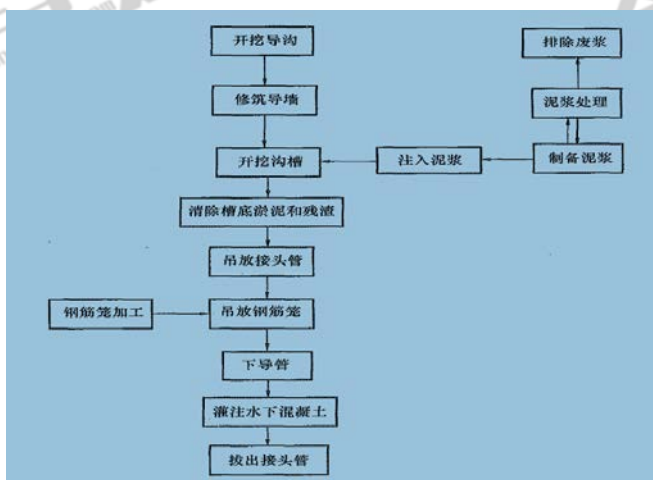 开挖导沟
排除废浆
修筑导墙
泥浆处理
开挖沟槽
注入泥浆
制备泥浆
清除槽底淤泥和残渣
吊放接头管
钢筋笼加工
吊放钢筋笼
下导管
灌注水下混凝土
拔出接头管